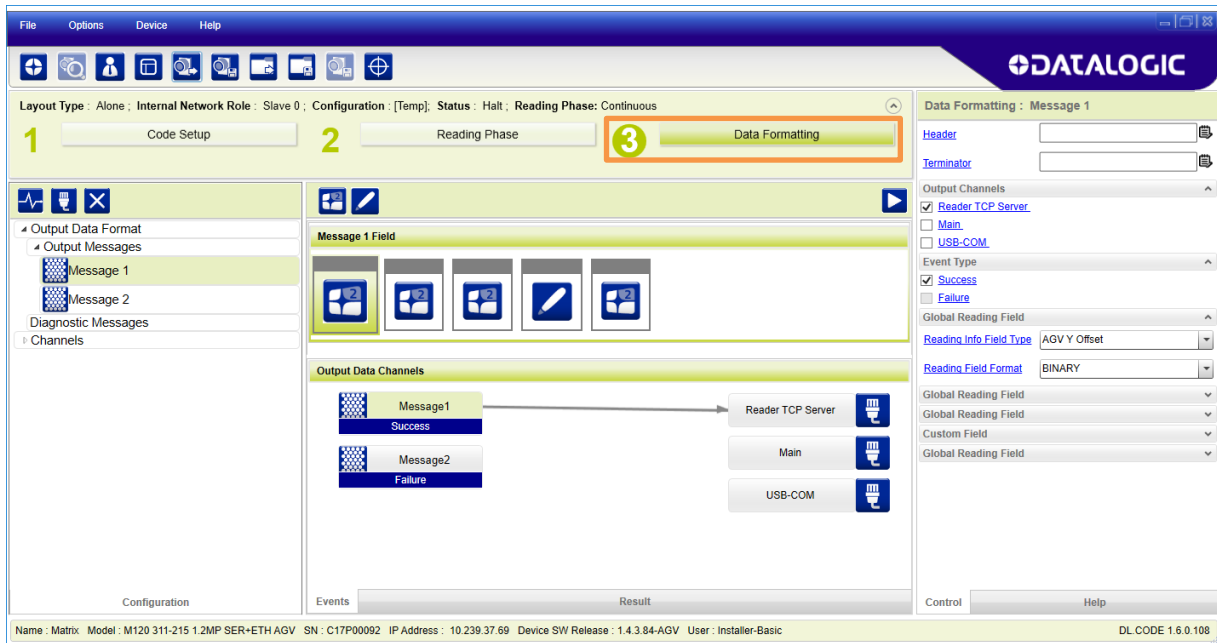 File Options Device Help
DATALOGIC
Layout Type : Alone ; Internal Network Role : Slave 0 ; Configuration : [Temp]; Status : Halt ; Reading Phase: Continuous
1 Code Setup 2 Reading Phase 3 Data Formatting
Output Data Format
Output Messages
Message 1
Message 2
Diagnostic Messages
Channels
Configuration
Message 1 Field
2 2 2 2
Output Data Channels
Message1
Success
Message2
Failure
Reader TCP Server
Main
USB-COM
Events Result
Data Formatting : Message 1
Header
Terminator
Output Channels
Reader TCP Server
Main
USB-COM
Event Type
Success
Failure
Global Reading Field
Reading Info Field Type AGV Y Offset
Reading Field Format BINARY
Global Reading Field
Global Reading Field
Custom Field
Global Reading Field
Control Help
Name : Matrix Model : M120 311-215 1.2MP SER+ETH AGV SN : C17P00092 IP Address : 10.239.37.69 Device SW Release : 1.4.3.84-AGV User : Installer-Basic DL.CODE 1.6.0.108